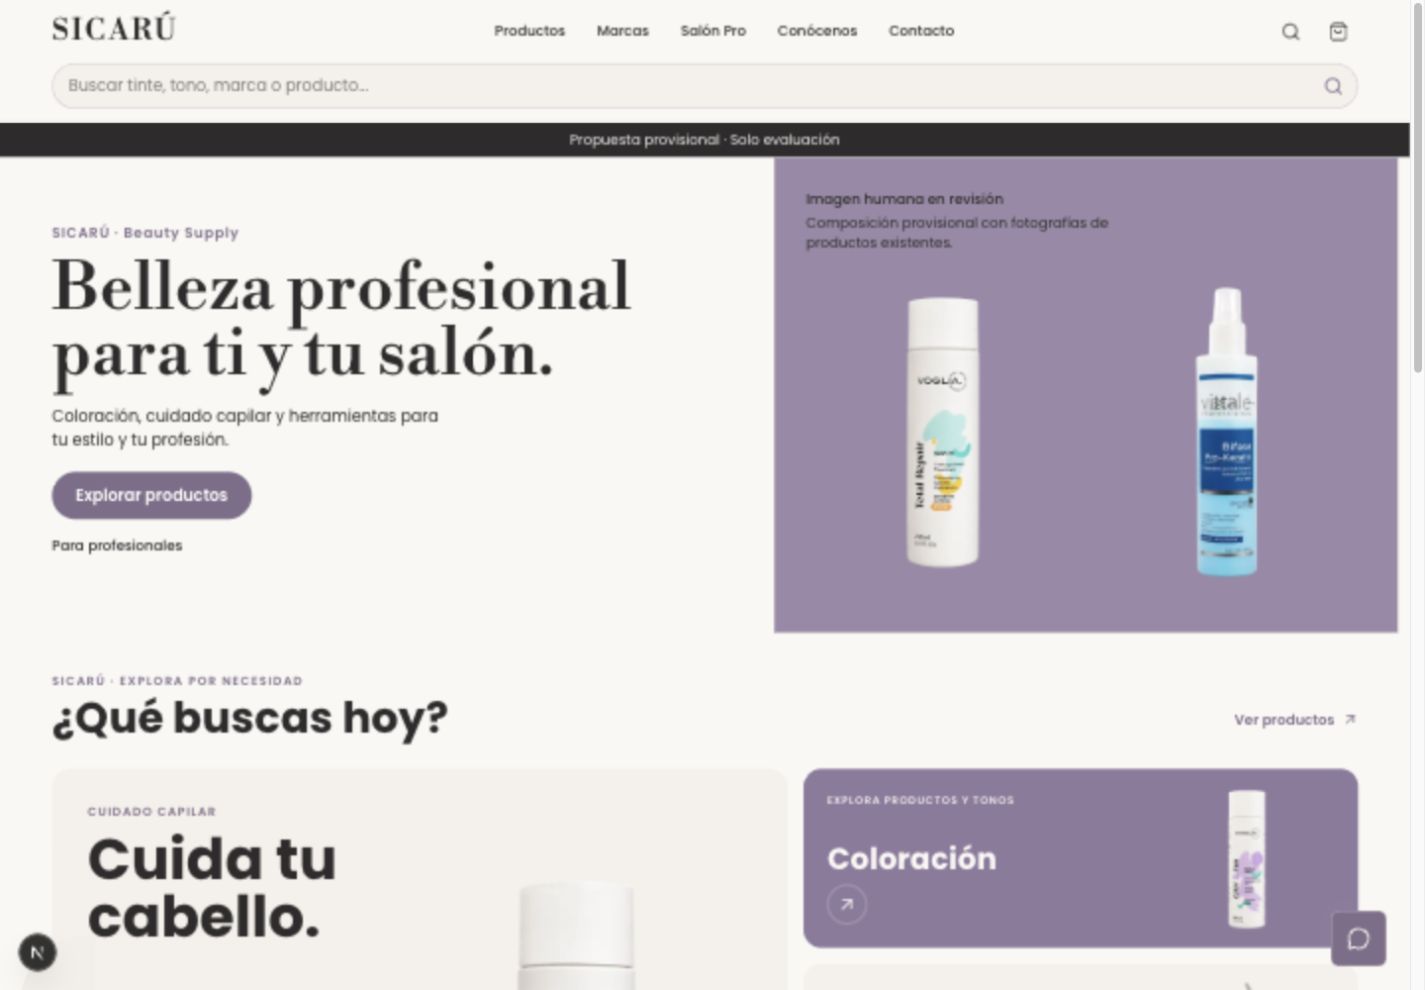 SICARÚ
Productos
Marcas
Salón Pro
Conócenos
Contacto
Buscar tinte, tono, marca o producto...
Propuesta provisional · Solo evaluación
SICARÚ · Beauty Supply
Belleza profesional
para ti y tu salón.
Coloración, cuidado capilar y herramientas para
tu estilo y tu profesión.
Explorar productos
Para profesionales
Imagen humana en revisión
Composición provisional con fotografías de
productos existentes.
VOGLIA.
Total Repair
SICARÚ · EXPLORA POR NECESIDAD
¿Qué buscas hoy?
Ver productos
CUIDADO CAPILAR
Cuida tu
cabello.
EXPLORA PRODUCTOS Y TONOS
Coloración
N